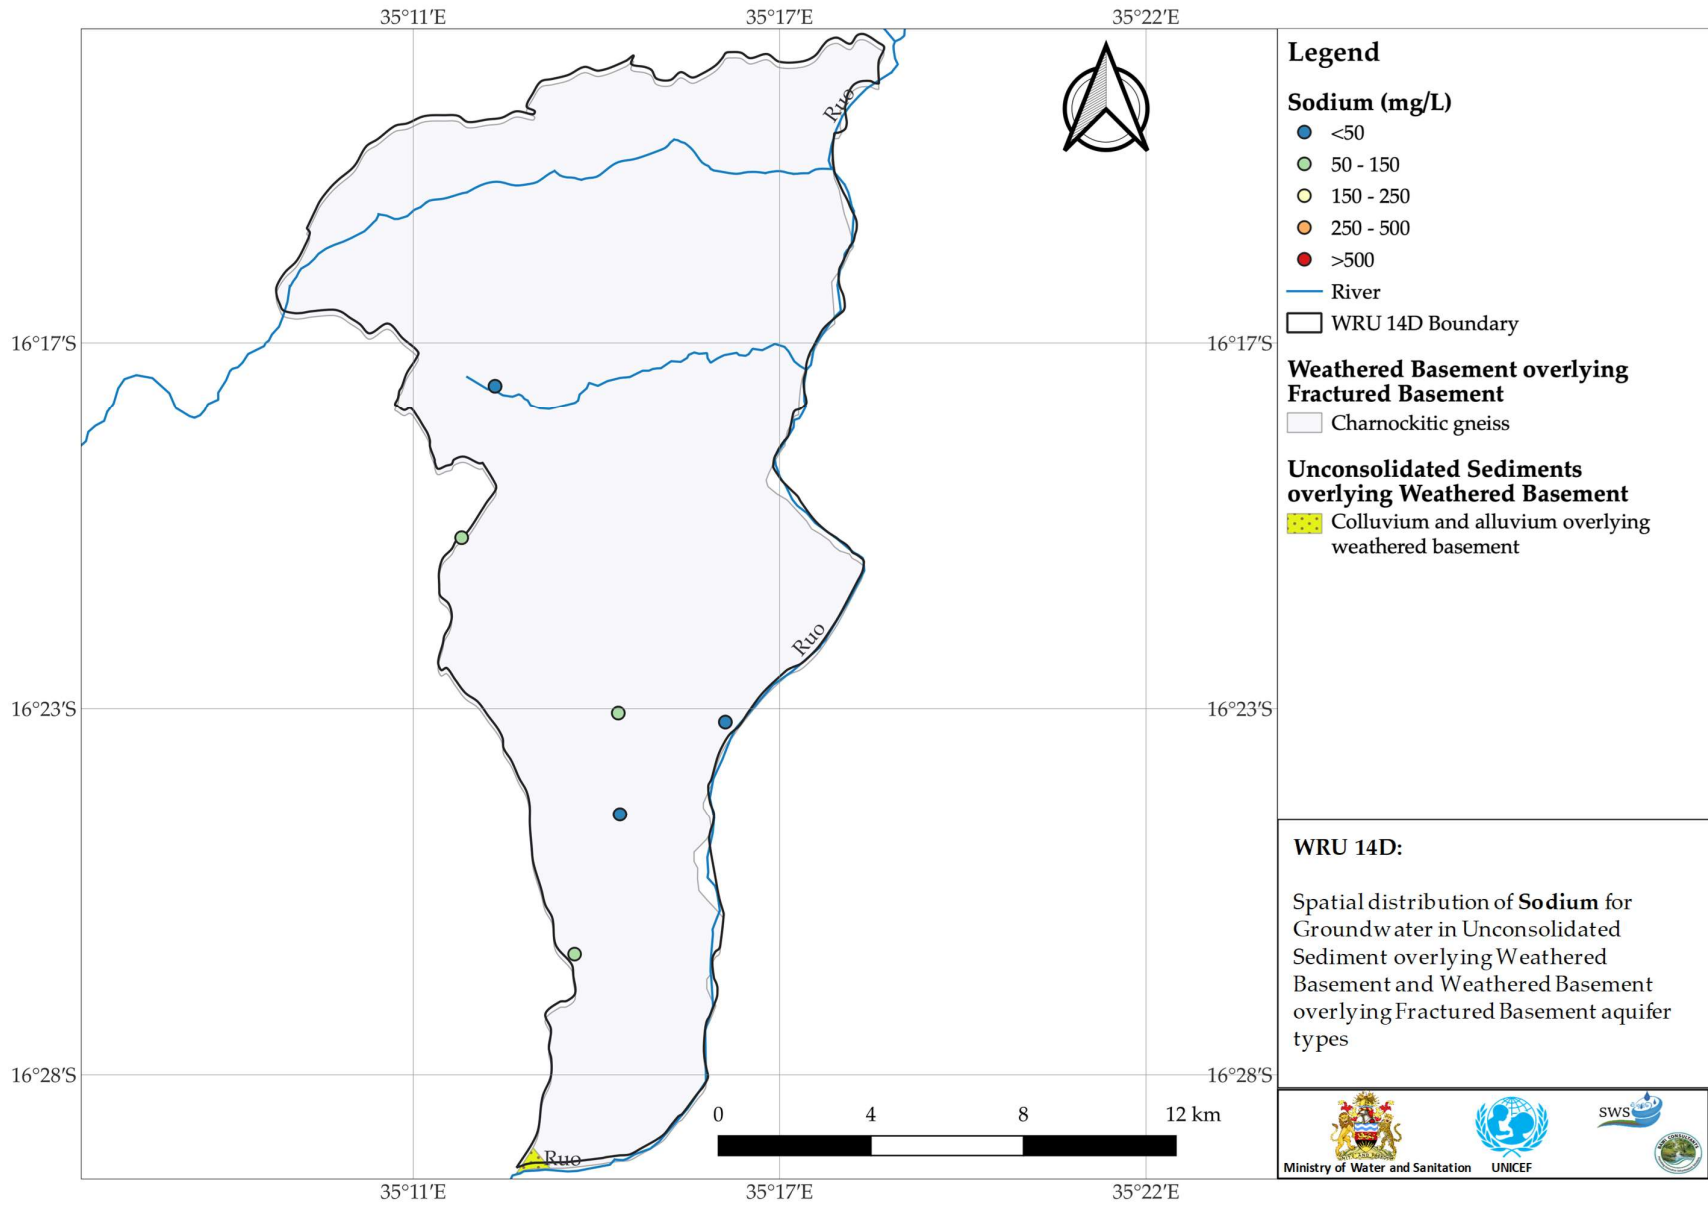 35°11'E
35°17'E
35°22'E
Ruo
16°17'S
16°17'S
Ruo
16°23'S
16°23'S
16°28'S
16°28'S
0 4 8 12 km
Ruo
35°11'E
35°17'E
35°22'E
Legend
Sodium (mg/L)
<50
50 - 150
150 - 250
250 - 500
>500
River
WRU 14D Boundary
Weathered Basement overlying
Fractured Basement
Charnockitic gneiss
Unconsolidated Sediments
overlying Weathered Basement
Colluvium and alluvium overlying
weathered basement
WRU 14D:
Spatial distribution of Sodium for
Groundwater in Unconsolidated
Sediment overlying Weathered
Basement and Weathered Basement
overlying Fractured Basement aquifer
types
sws
Ministry of Water and Sanitation
UNICEF